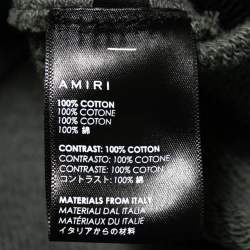 AMIRI
100% COTTON
100% COTONE
100% COTON
100% 綿
CONTRAST: 100% COTTON
CONTRASTO: 100% COTONE
CONTRASTE: 100% COTON
コントラスト: 100% 綿
MATERIALS FROM ITALY
MATERIALI DAL ITALIA
MATÉRIAUX DU ITALIE
イタリアからの材料